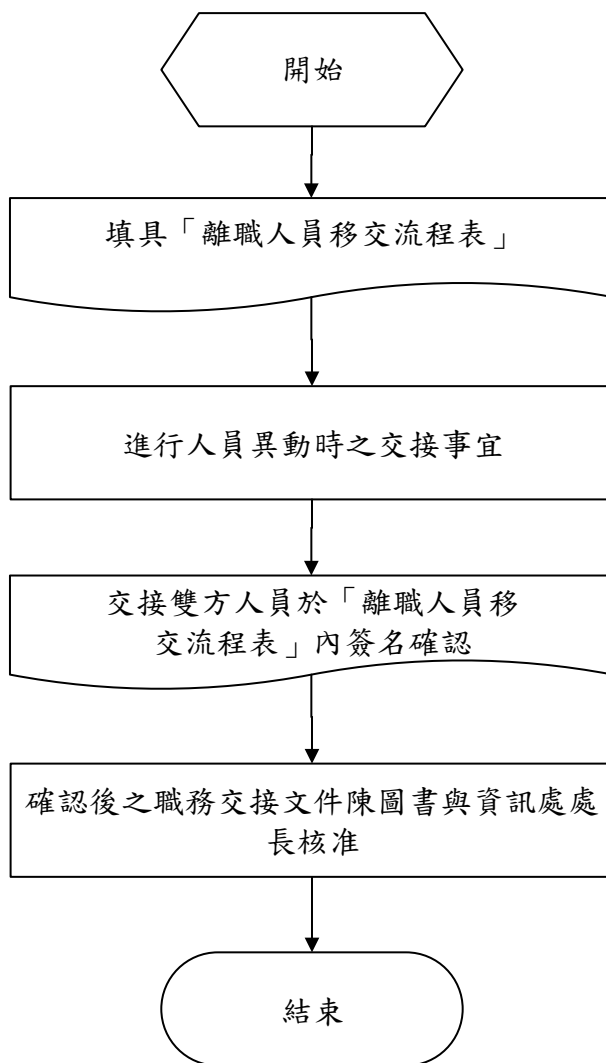 開始
填具「離職人員移交流程表」
進行人員異動時之交接事宜
交接雙方人員於「離職人員移
交流程表」內簽名確認
確認後之職務交接文件陳圖書與資訊處處
長核准
結束